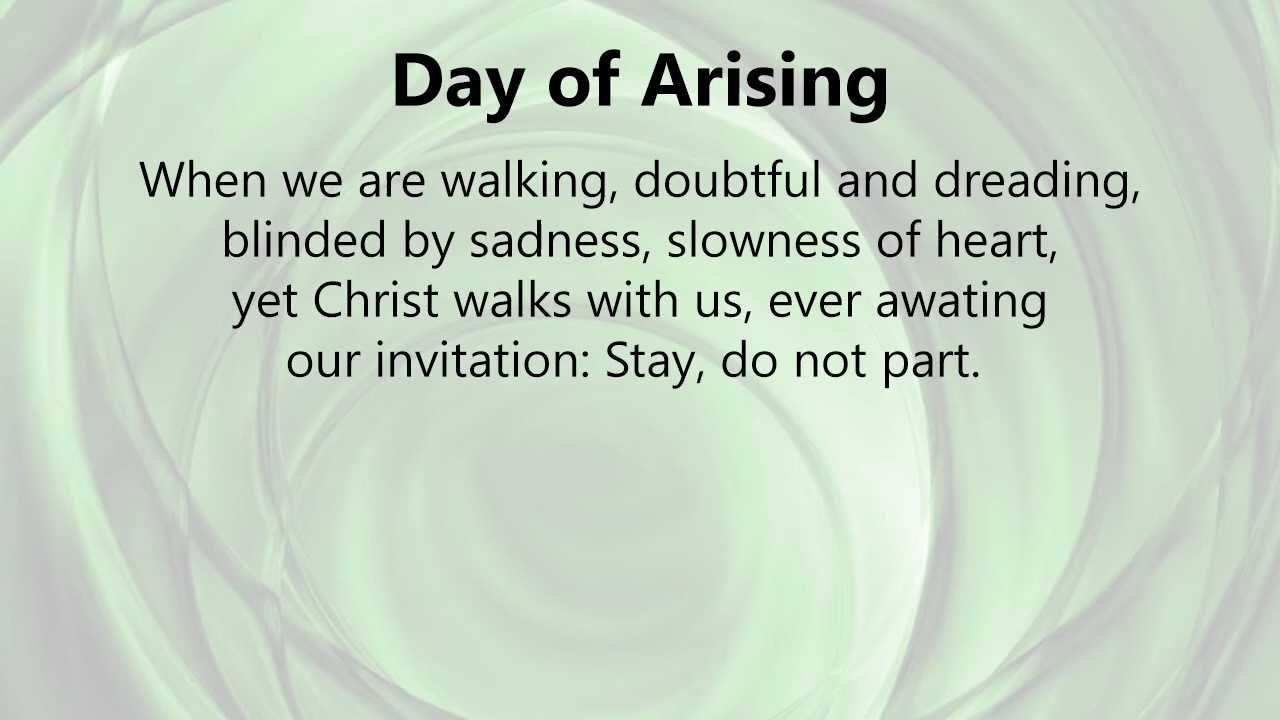 Day of Arising
When we are walking, doubtful and dreading,
blinded by sadness, slowness of heart,
yet Christ walks with us, ever awating
our invitation: Stay, do not part.